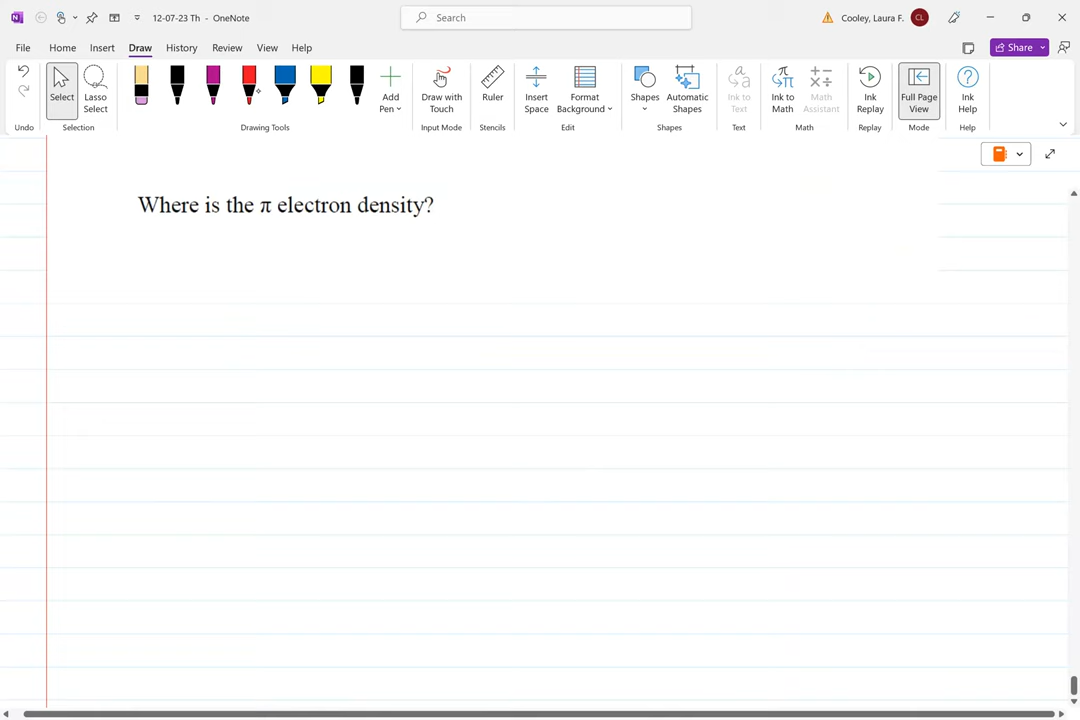 12-07-23 Th - OneNote
Search
Cooley, Laura F.
CL
File Home Insert Draw History Review View Help
Share
Undo
Select
Lasso Select
Selection
Drawing Tools
Add Pen
Draw with Touch
Input Mode
Ruler
Stencils
Insert Space
Format Background
Edit
Shapes
Automatic Shapes
Shapes
Ink to Text
Text
Ink to Math
Math Assistant
Math
Ink Replay
Replay
Full Page View
Mode
Ink Help
Help
Where is the π electron density?